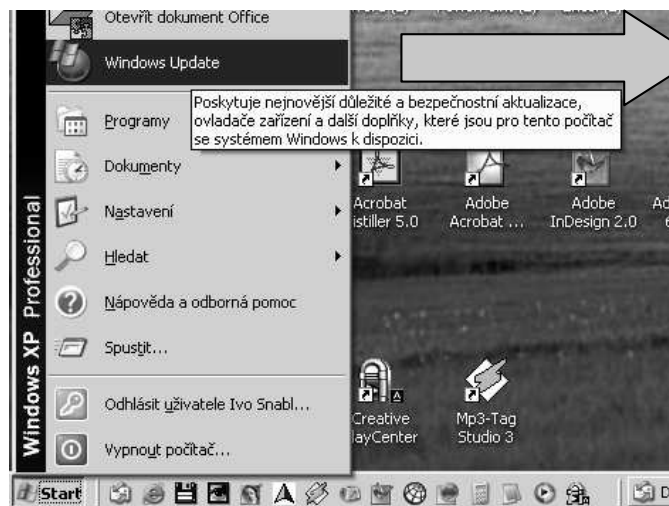 Otevřít dokument Office
Windows Update
Poskytuje nejnovější důležité a bezpečnostní aktualizace,
ovladače zařízení a další doplňky, které jsou pro tento počítač
se systémem Windows k dispozici.
Programy
Dokumenty
Nastavení
Hledat
Nápověda a odborná pomoc
Spustit...
Odhlásit uživatele Ivo Snabl...
Vypnout počítač...
Windows XP Professional
Acrobat
istiller 5.0
Adobe
Acrobat ...
Adobe
InDesign 2.0
Ad
Creative
layCenter
Mp3-Tag
Studio 3
Start
D